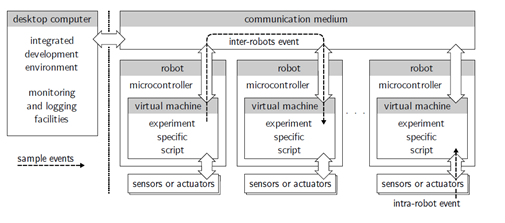 desktop computer
integrated
development
environment
monitoring
and logging
facilities
sample events
communication medium
inter-robots event
robot
microcontroller
virtual machine
experiment
specific
script
sensors or actuators
robot
microcontroller
virtual machine
experiment
specific
script
sensors or actuators
. . .
robot
microcontroller
virtual machine
experiment
specific
script
sensors or actuators
intra-robot event